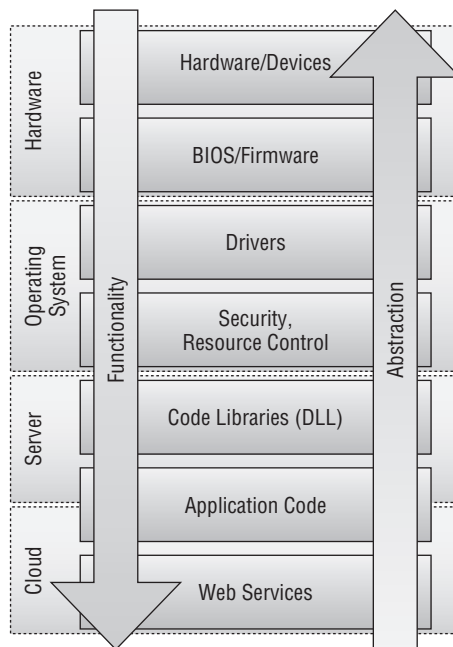 Hardware
Hardware/Devices
BIOS/Firmware
Operating
System
Drivers
Security,
Resource Control
Functionality
Abstraction
Server
Code Libraries (DLL)
Application Code
Cloud
Web Services